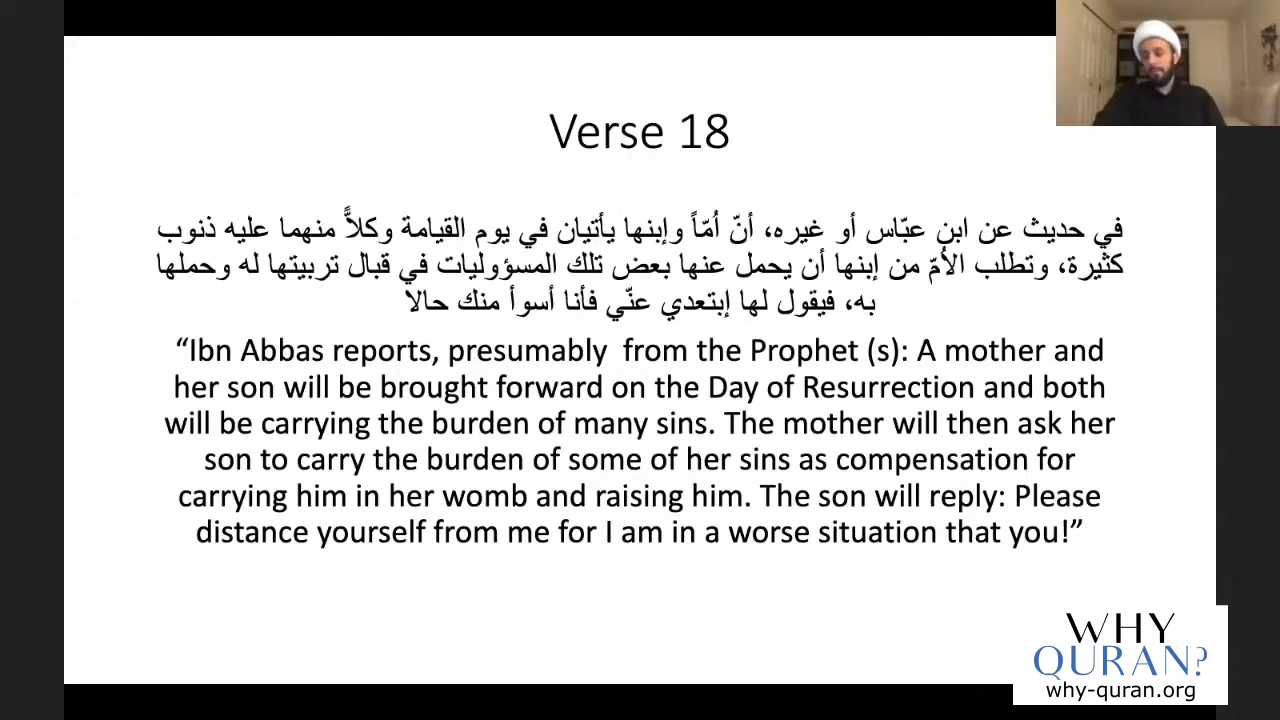 Verse 18
في حديث عن ابن عبّاس أو غيره، أنّ اُمّاً وإبنها يأتيان في يوم القيامة وكلاًّ منهما عليه ذنوب
كثيرة، وتطلب الاُمّ من إبنها أن يحمل عنها بعض تلك المسؤوليات في قبال تربيتها له وحملها
به، فيقول لها إبتعدي عنّي فأنا أسوأ منك حالا
“Ibn Abbas reports, presumably from the Prophet (s): A mother and
her son will be brought forward on the Day of Resurrection and both
will be carrying the burden of many sins. The mother will then ask her
son to carry the burden of some of her sins as compensation for
carrying him in her womb and raising him. The son will reply: Please
distance yourself from me for I am in a worse situation that you!”
WHY
QURAN?
why-quran.org